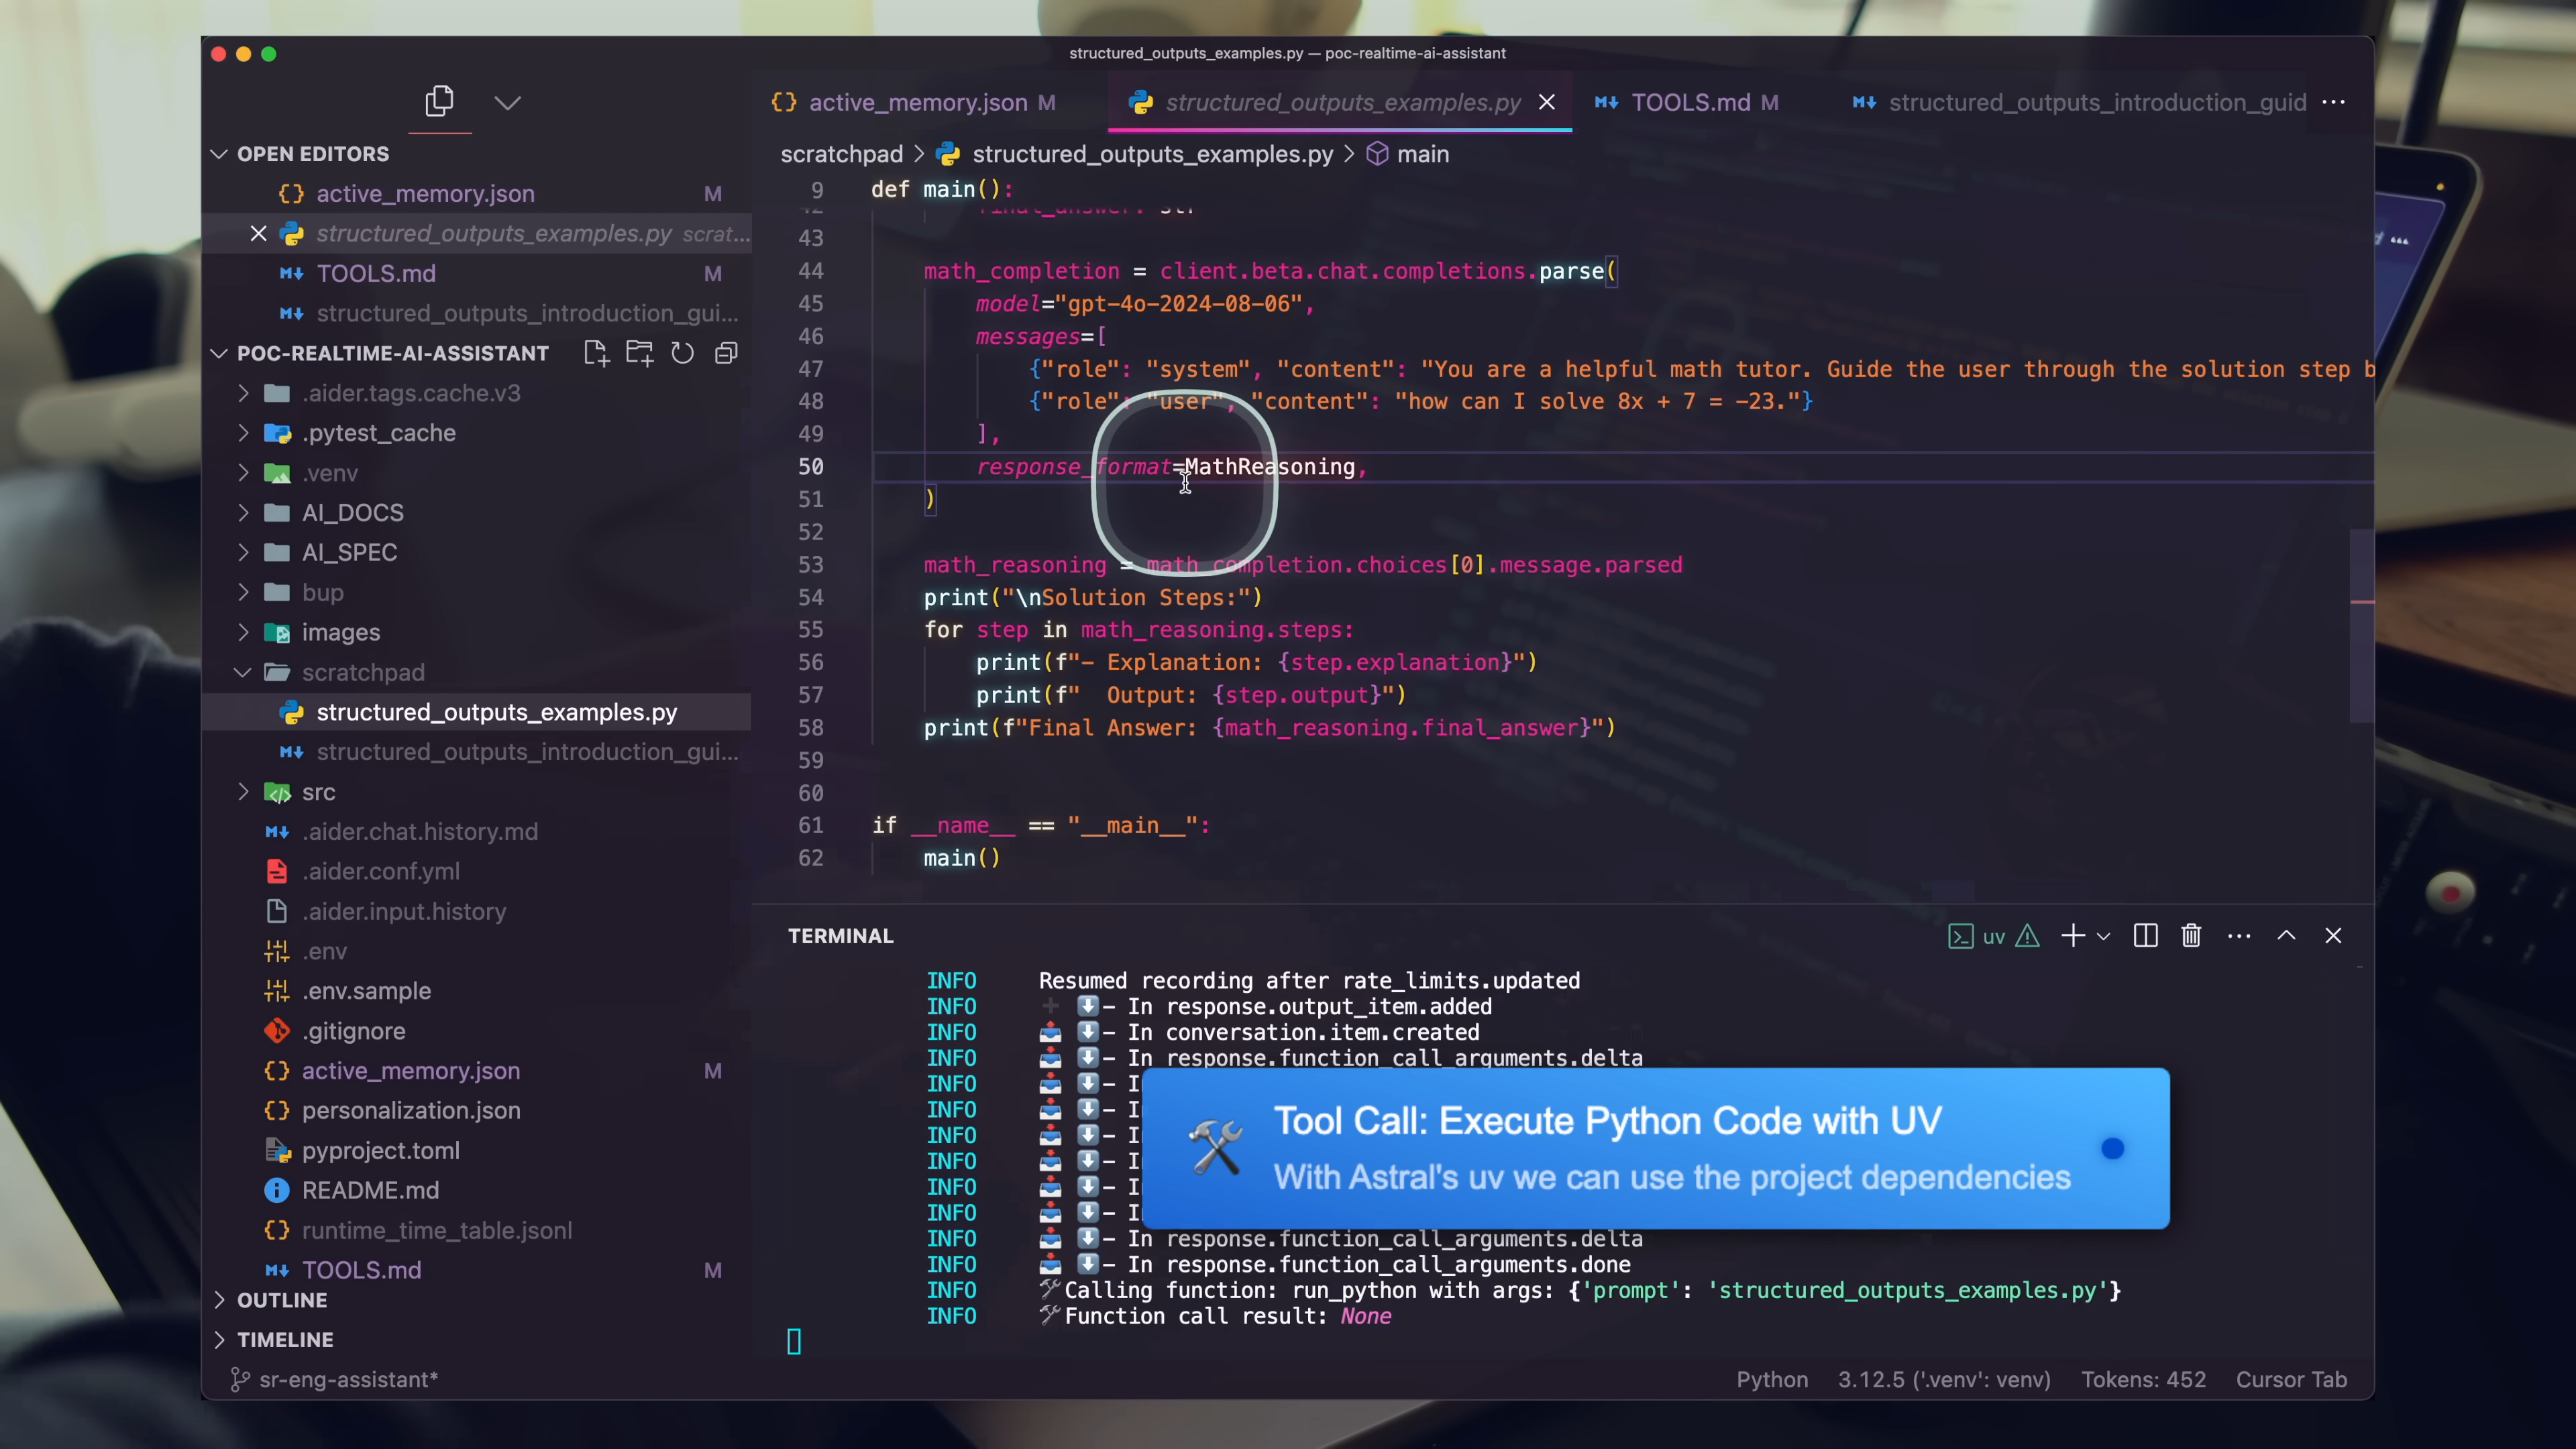 structured_outputs_examples.py — poc-realtime-ai-assistant
active_memory.json M
structured_outputs_examples.py
TOOLS.md M
structured_outputs_introduction_guid
OPEN EDITORS
active_memory.json M
structured_outputs_examples.py scrat...
TOOLS.md M
structured_outputs_introduction_gui...
POC-REALTIME-AI-ASSISTANT
.aider.tags.cache.v3
.pytest_cache
.venv
AI_DOCS
AI_SPEC
bup
images
scratchpad
structured_outputs_examples.py
structured_outputs_introduction_gui...
src
.aider.chat.history.md
.aider.conf.yml
.aider.input.history
.env
.env.sample
.gitignore
active_memory.json M
personalization.json
pyproject.toml
README.md
runtime_time_table.jsonl
TOOLS.md M
OUTLINE
TIMELINE
scratchpad > structured_outputs_examples.py > main
9 def main():
42 final_answer: str
43
44 math_completion = client.beta.chat.completions.parse(
45 model="gpt-4o-2024-08-06",
46 messages=[
47 {"role": "system", "content": "You are a helpful math tutor. Guide the user through the solution step b
48 {"role": "user", "content": "how can I solve 8x + 7 = -23."}
49 ],
50 response_format=MathReasoning,
51 )
52
53 math_reasoning = math_completion.choices[0].message.parsed
54 print("\nSolution Steps:")
55 for step in math_reasoning.steps:
56 print(f"- Explanation: {step.explanation}")
57 print(f"  Output: {step.output}")
58 print(f"Final Answer: {math_reasoning.final_answer}")
59
60
61 if __name__ == "__main__":
62 main()
TERMINAL
uv
INFO Resumed recording after rate_limits.updated
INFO ➕ ⬇️- In response.output_item.added
INFO 📥 ⬇️- In conversation.item.created
INFO 📥 ⬇️- In response.function_call_arguments.delta
INFO 📥 ⬇️- I
INFO 📥 ⬇️- I
INFO 📥 ⬇️- I
INFO 📥 ⬇️- I
INFO 📥 ⬇️- I
INFO 📥 ⬇️- I
INFO 📥 ⬇️- In response.function_call_arguments.delta
INFO 📥 ⬇️- In response.function_call_arguments.done
INFO 🛠️Calling function: run_python with args: {'prompt': 'structured_outputs_examples.py'}
INFO 🛠️Function call result: None
Tool Call: Execute Python Code with UV
With Astral's uv we can use the project dependencies
sr-eng-assistant*
Python 3.12.5 ('.venv': venv) Tokens: 452 Cursor Tab